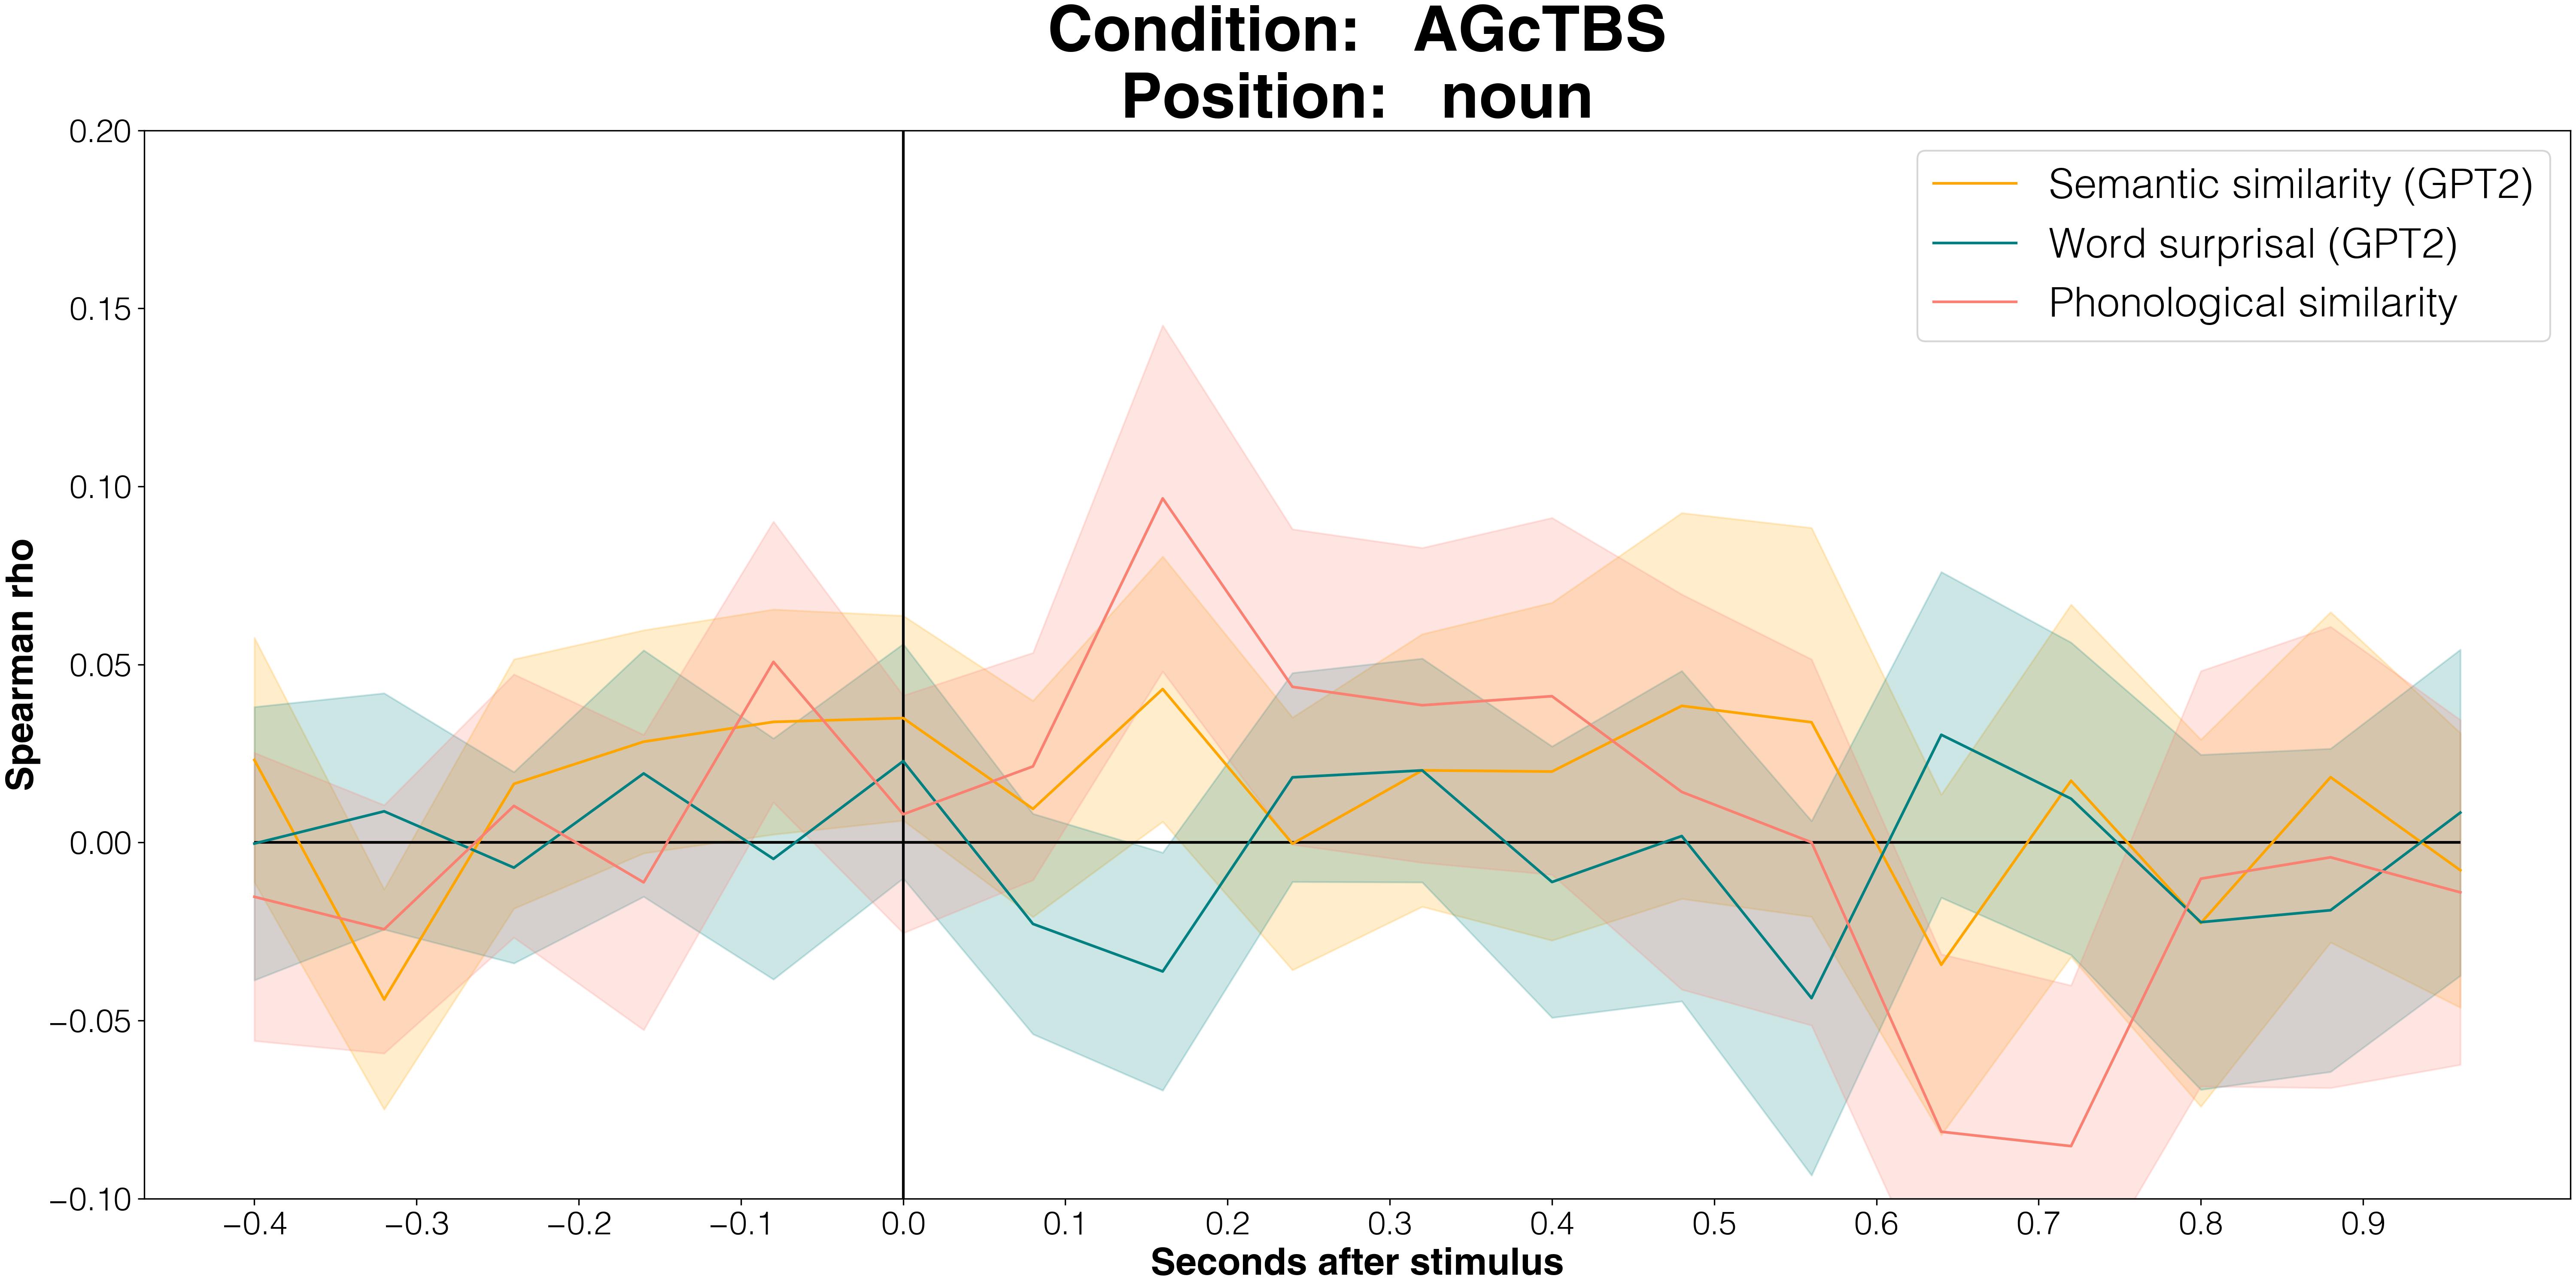 Condition: AGcTBS
Position: noun
0.20
0.15
0.10
0.05
0.00
−0.05
−0.10
Spearman rho
Semantic similarity (GPT2)
Word surprisal (GPT2)
Phonological similarity
−0.4 −0.3 −0.2 −0.1 0.0 0.1 0.2 0.3 0.4 0.5 0.6 0.7 0.8 0.9
Seconds after stimulus